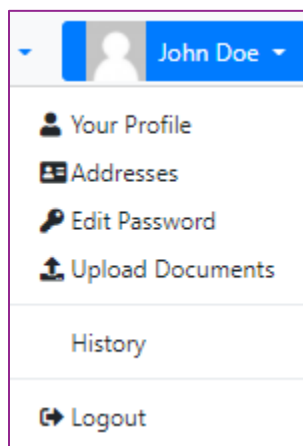 John Doe
Your Profile
Addresses
Edit Password
Upload Documents
History
Logout